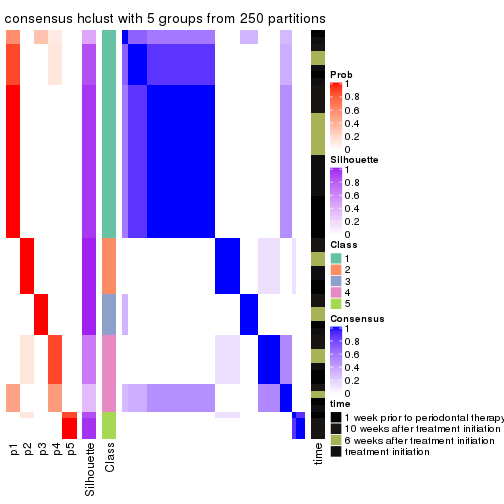 consensus hclust with 5 groups from 250 partitions
Prob
1
0.8
0.6
0.4
0.2
0
Silhouette
1
0.8
0.6
0.4
0.2
0
Class
1
2
3
4
5
Consensus
1
0.8
0.6
0.4
0.2
0
time
1 week prior to periodontal therapy
10 weeks after treatment initiation
6 weeks after treatment initiation
treatment initiation
p1
p2
p3
p4
p5
Silhouette
Class
time